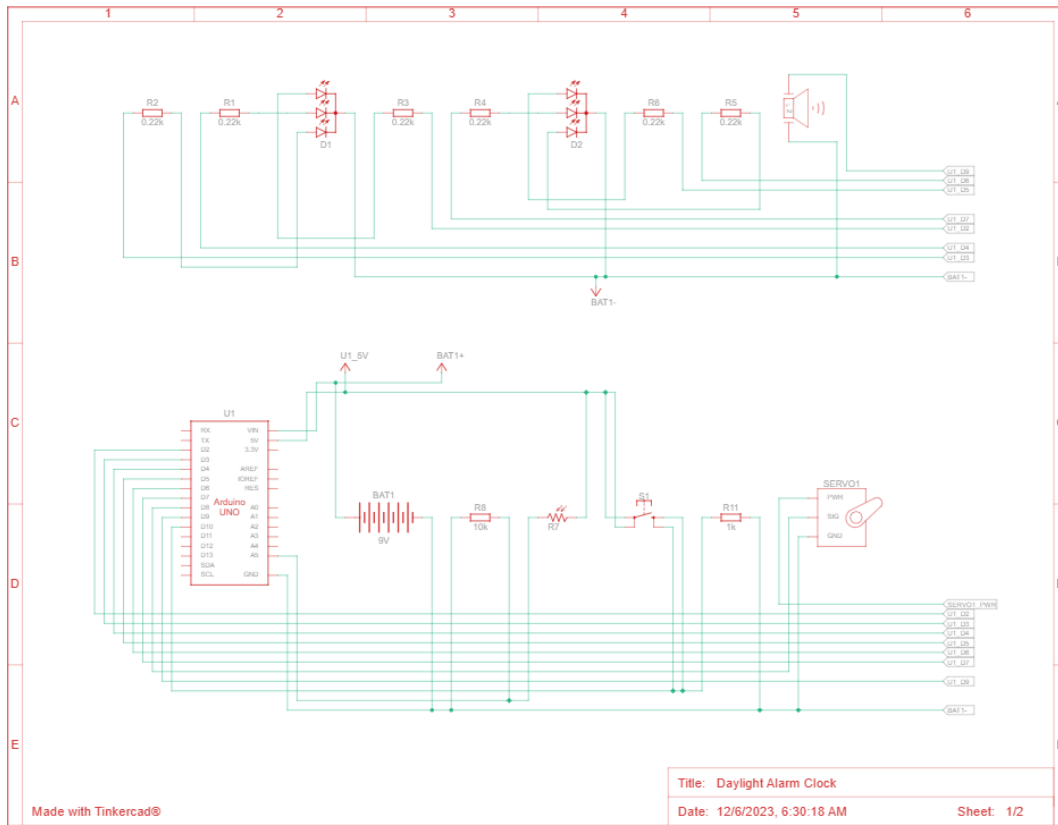 1 2 3 4 5 6
A
R2 R1 R3 R4 R6 R5
0.22k 0.22k 0.22k 0.22k 0.22k 0.22k
D1 D2
U1_D9
U1_D6
U1_D5
U1_D7
U1_D2
B
U1_D4
U1_D3
BAT1-
BAT1-
U1_5V BAT1+
C
U1
RX VIN
TX 5V
D2 3.3V
D3
D4 AREF
D5 IOREF
D6 RES
D7
D8 A0
D9 A1
D10 A2
D11 A3
D12 A4
D13 A5
SDA
SCL GND
Arduino
UNO
BAT1
9V
R8
10k
R7
S1
R11
1k
SERVO1
PWR
SIG
GND
D
SERVO1_PWR
U1_D2
U1_D3
U1_D4
U1_D5
U1_D6
U1_D7
U1_D9
BAT1-
E
Made with Tinkercad®
Title: Daylight Alarm Clock
Date: 12/6/2023, 6:30:18 AM Sheet: 1/2